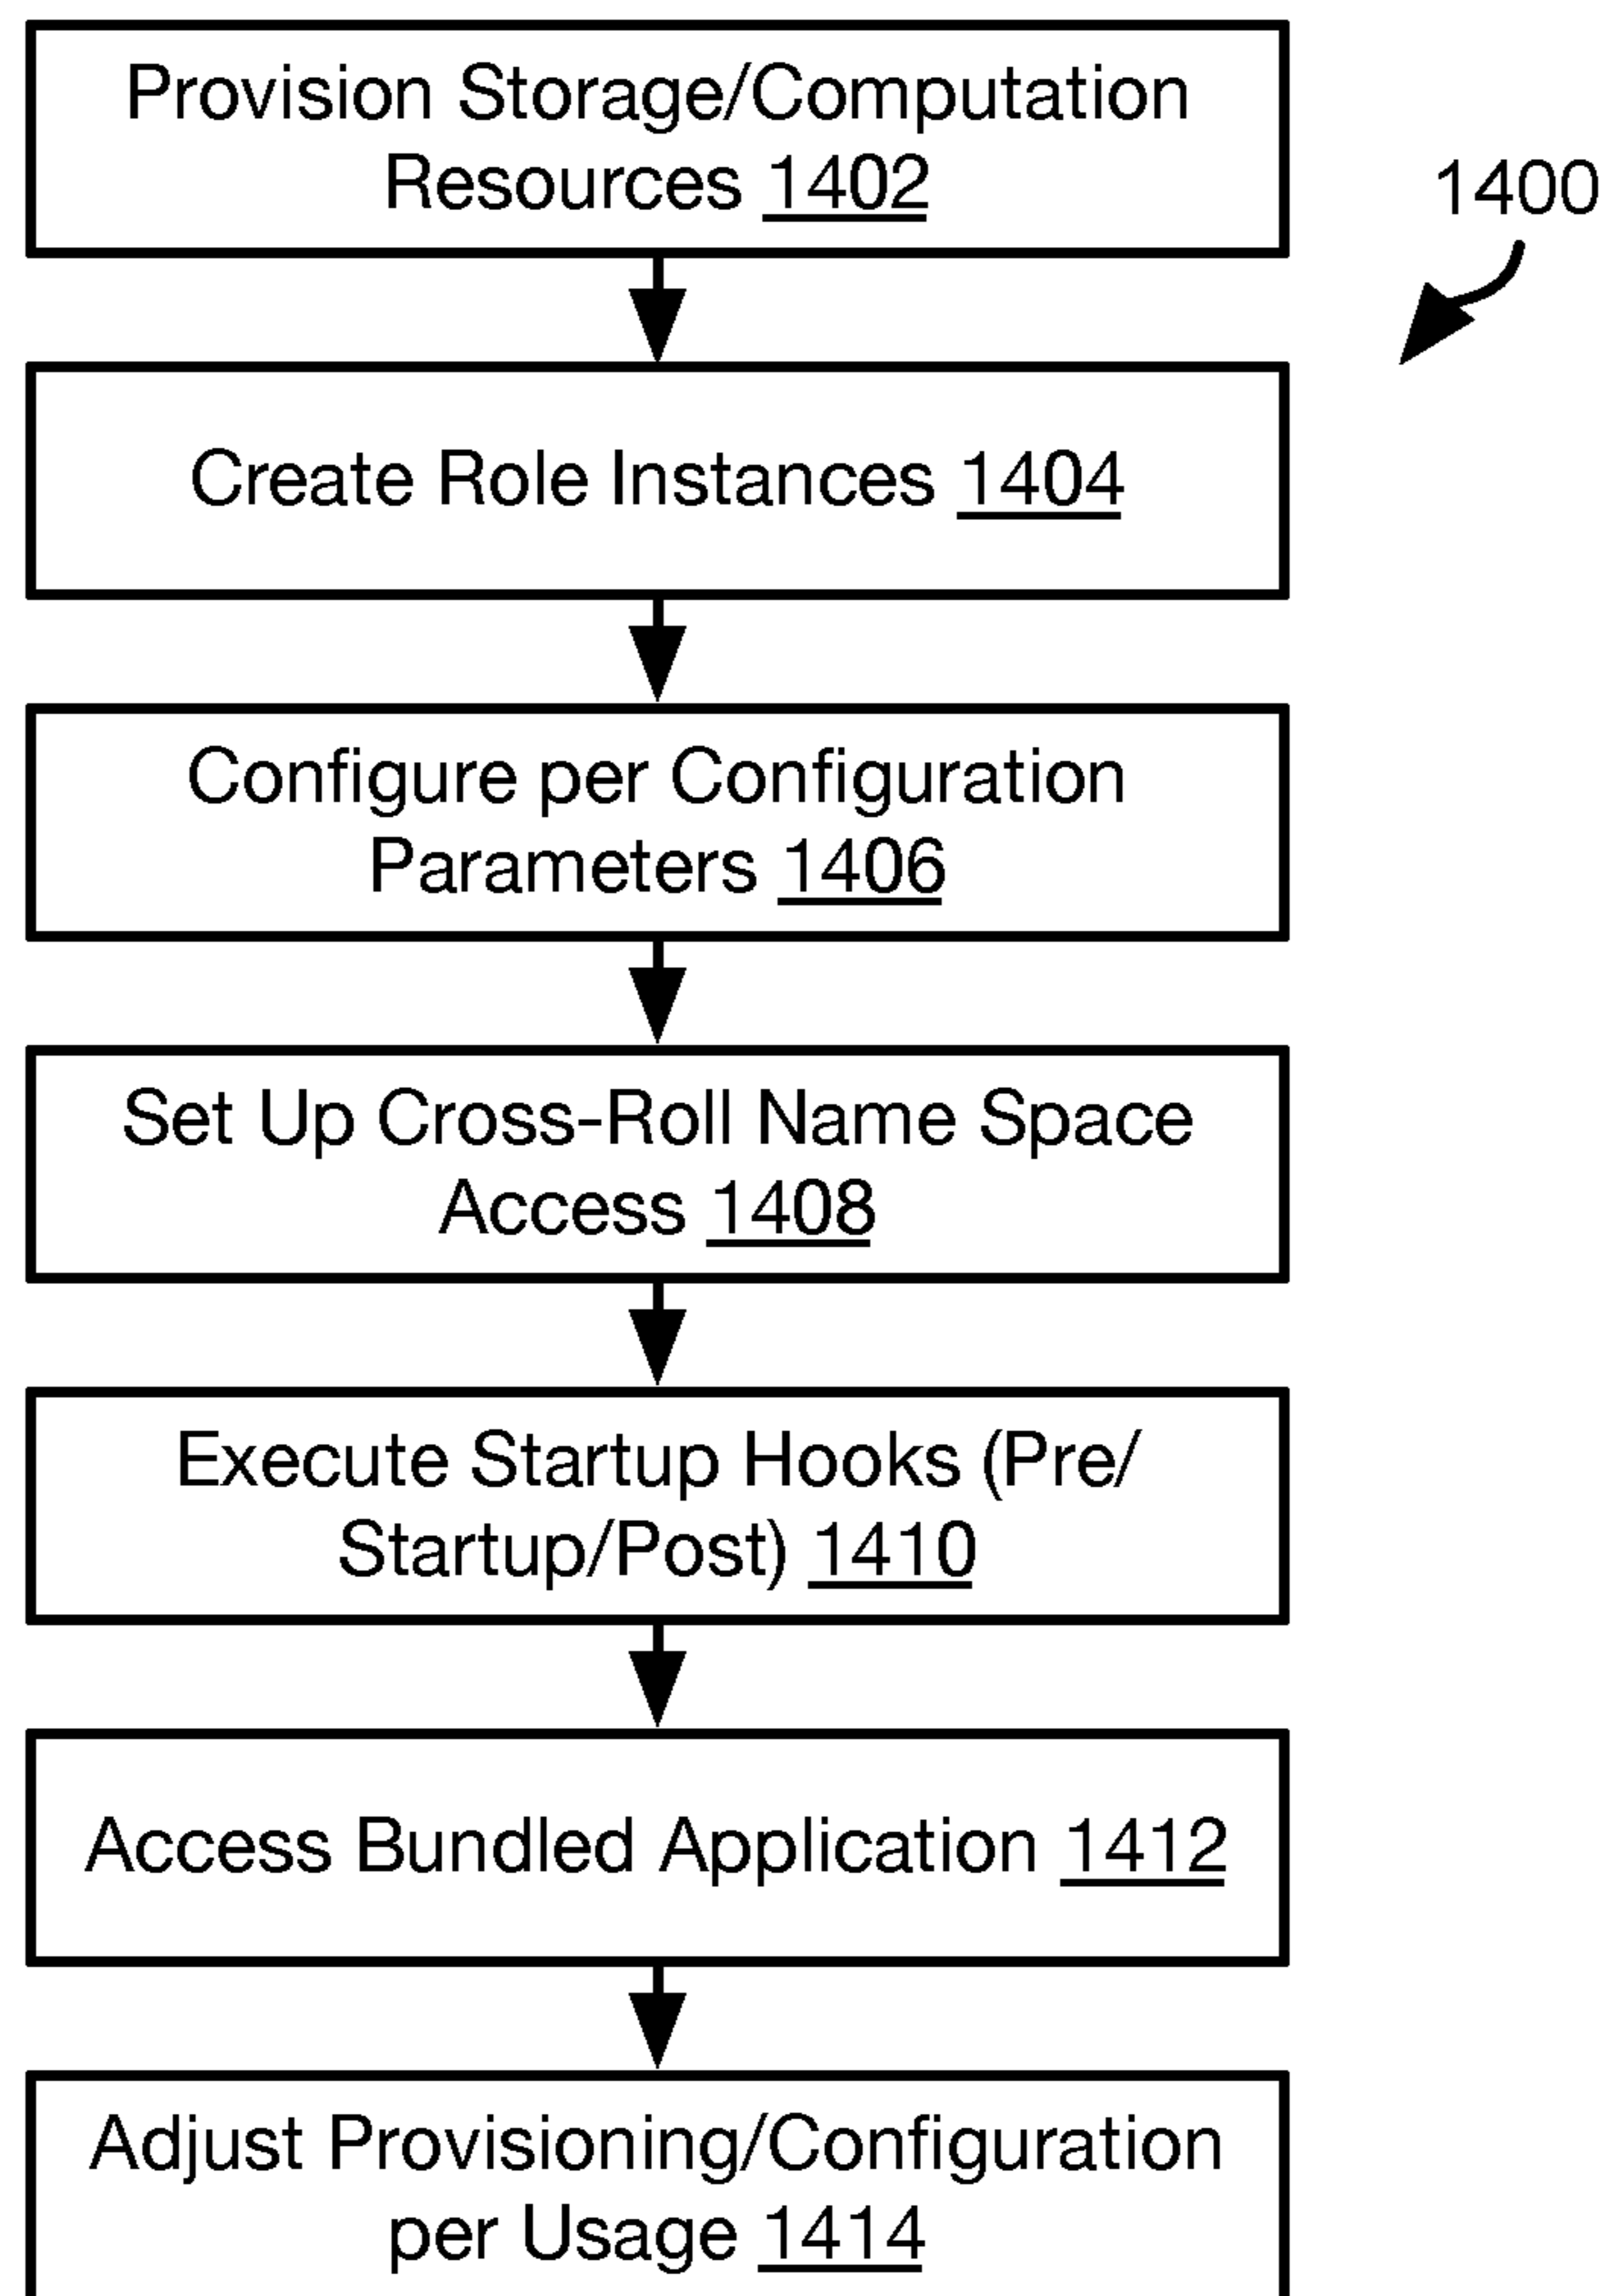 Provision Storage/Computation
Resources 1402
1400
Create Role Instances 1404
Configure per Configuration
Parameters 1406
Set Up Cross-Roll Name Space
Access 1408
Execute Startup Hooks (Pre/
Startup/Post) 1410
Access Bundled Application 1412
Adjust Provisioning/Configuration
per Usage 1414